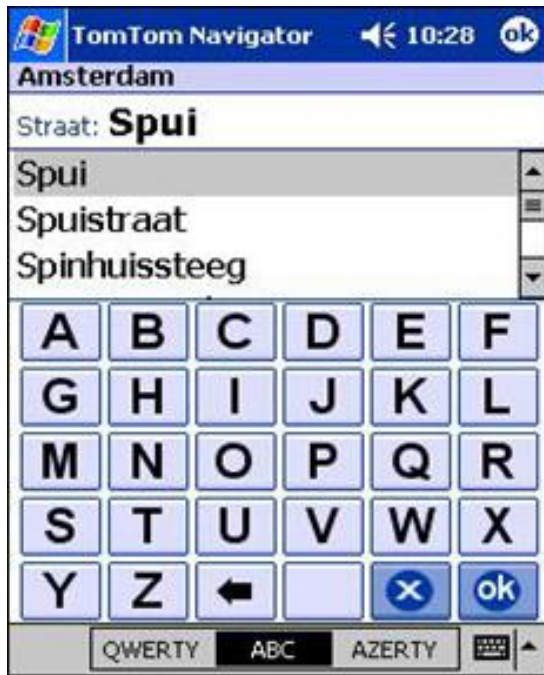 TomTom Navigator 10:28 ok
Amsterdam
Straat: Spui
Spui
Spuistraat
Spinhuissteeg
A B C D E F
G H I J K L
M N O P Q R
S T U V W X
Y Z ok
QWERTY ABC AZERTY